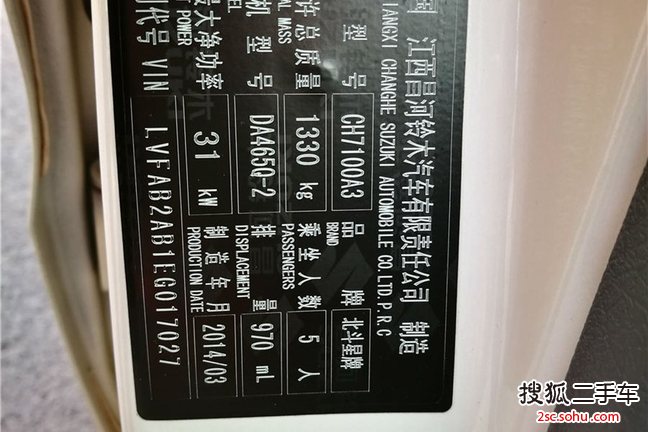 国 江西昌河铃木汽车有限责任公司 制造
JIANGXI CHANGHE SUZUKI AUTOMOBILE CO.LTD.P.R.C
型号 CH7100A3 品牌 北斗星牌
BRAND
许总质量 1330 kg 乘坐人数 5 人
MASS PASSENGERS
机型号 DA465Q-2 排量 970 mL
DISPLACEMENT
最大净功率 31 kW 制造年月 2014/03
POWER PRODUCTION DATE
代号 VIN LVFAB2AB1EG017027
搜狐二手车
2sc.sohu.com